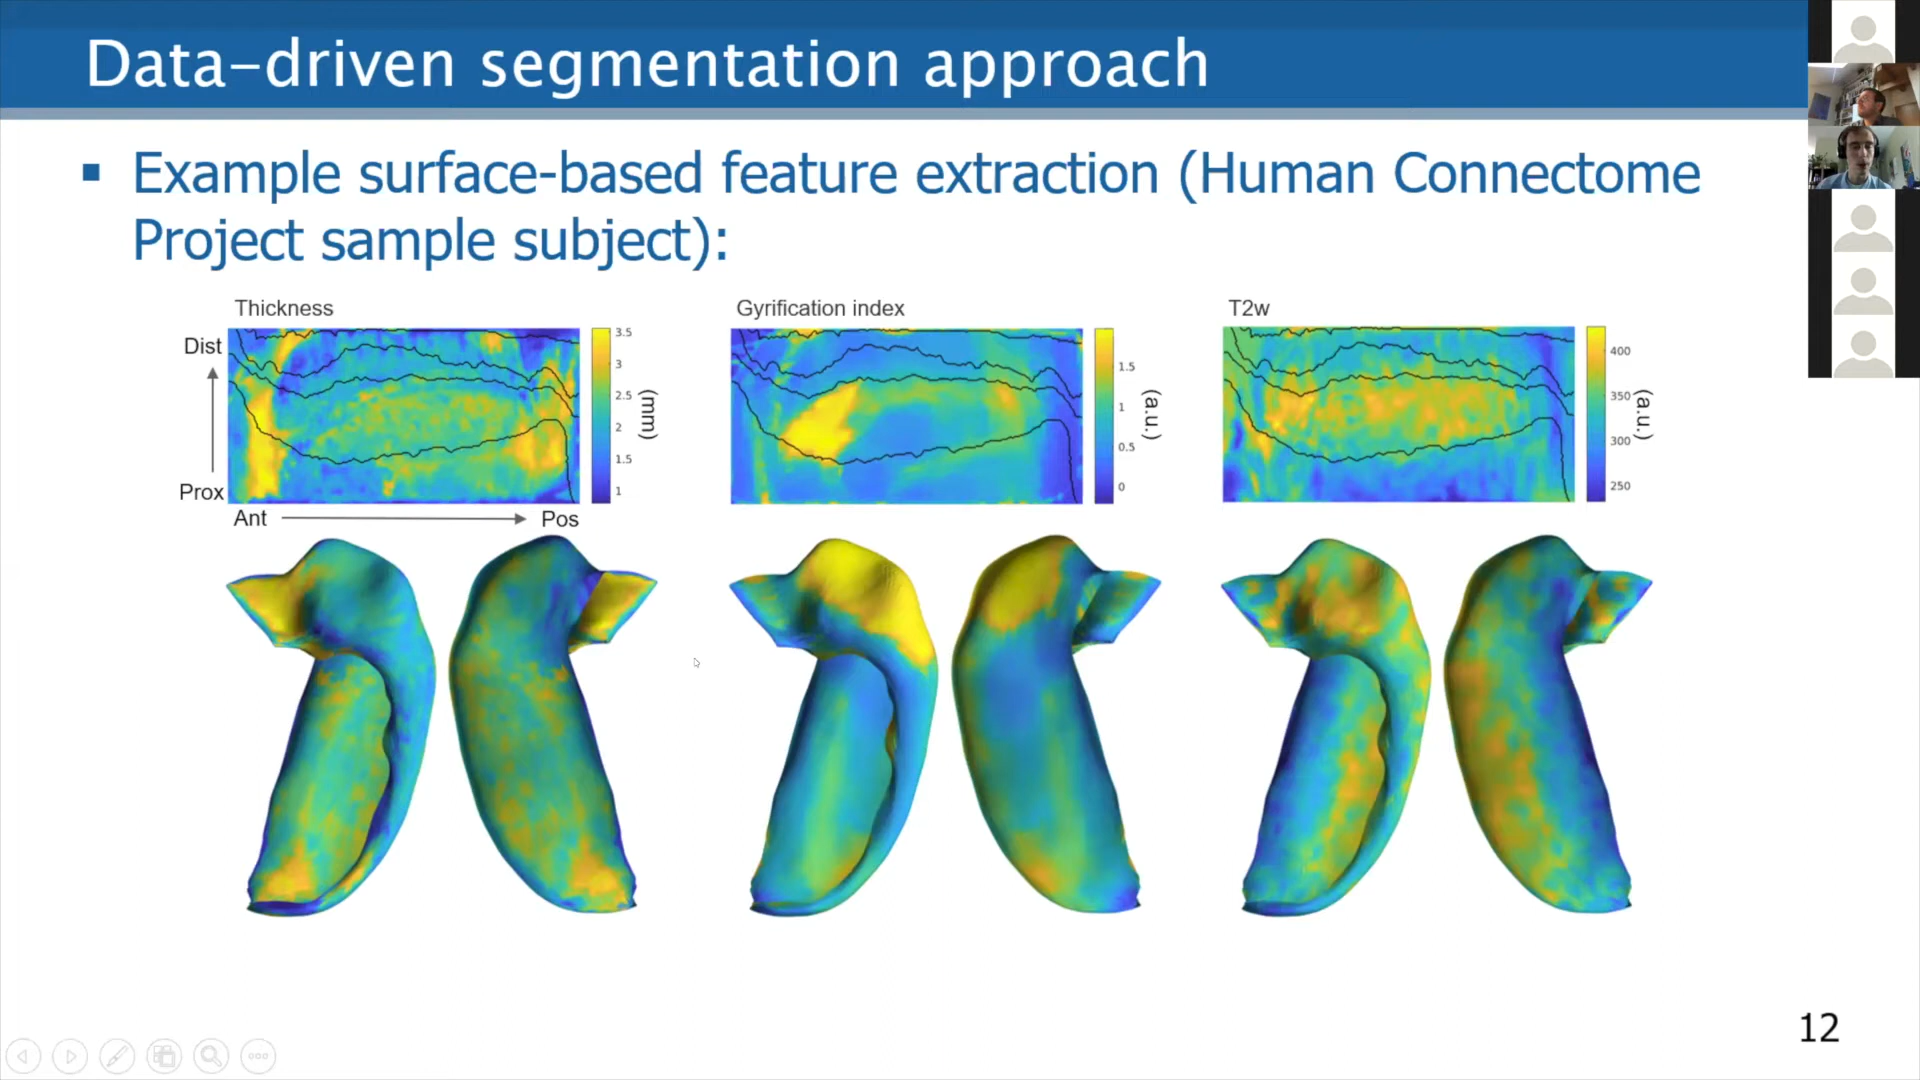 Data-driven segmentation approach
Example surface-based feature extraction (Human Connectome
Project sample subject):
Thickness
Dist
Prox
Ant
Pos
3.5
3
2.5
2
1.5
1
(mm)
Gyrification index
1.5
1
0.5
0
(a.u.)
T2w
400
350
300
250
(a.u.)
12